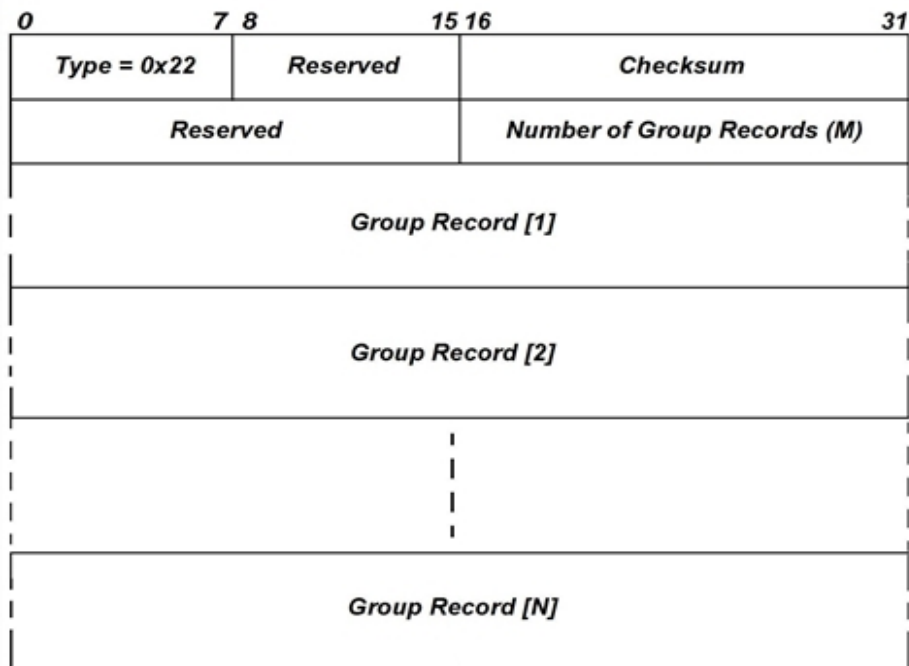 0 7 8 15 16 31
Type = 0x22 Reserved Checksum
Reserved Number of Group Records (M)
Group Record [1]
Group Record [2]
Group Record [N]